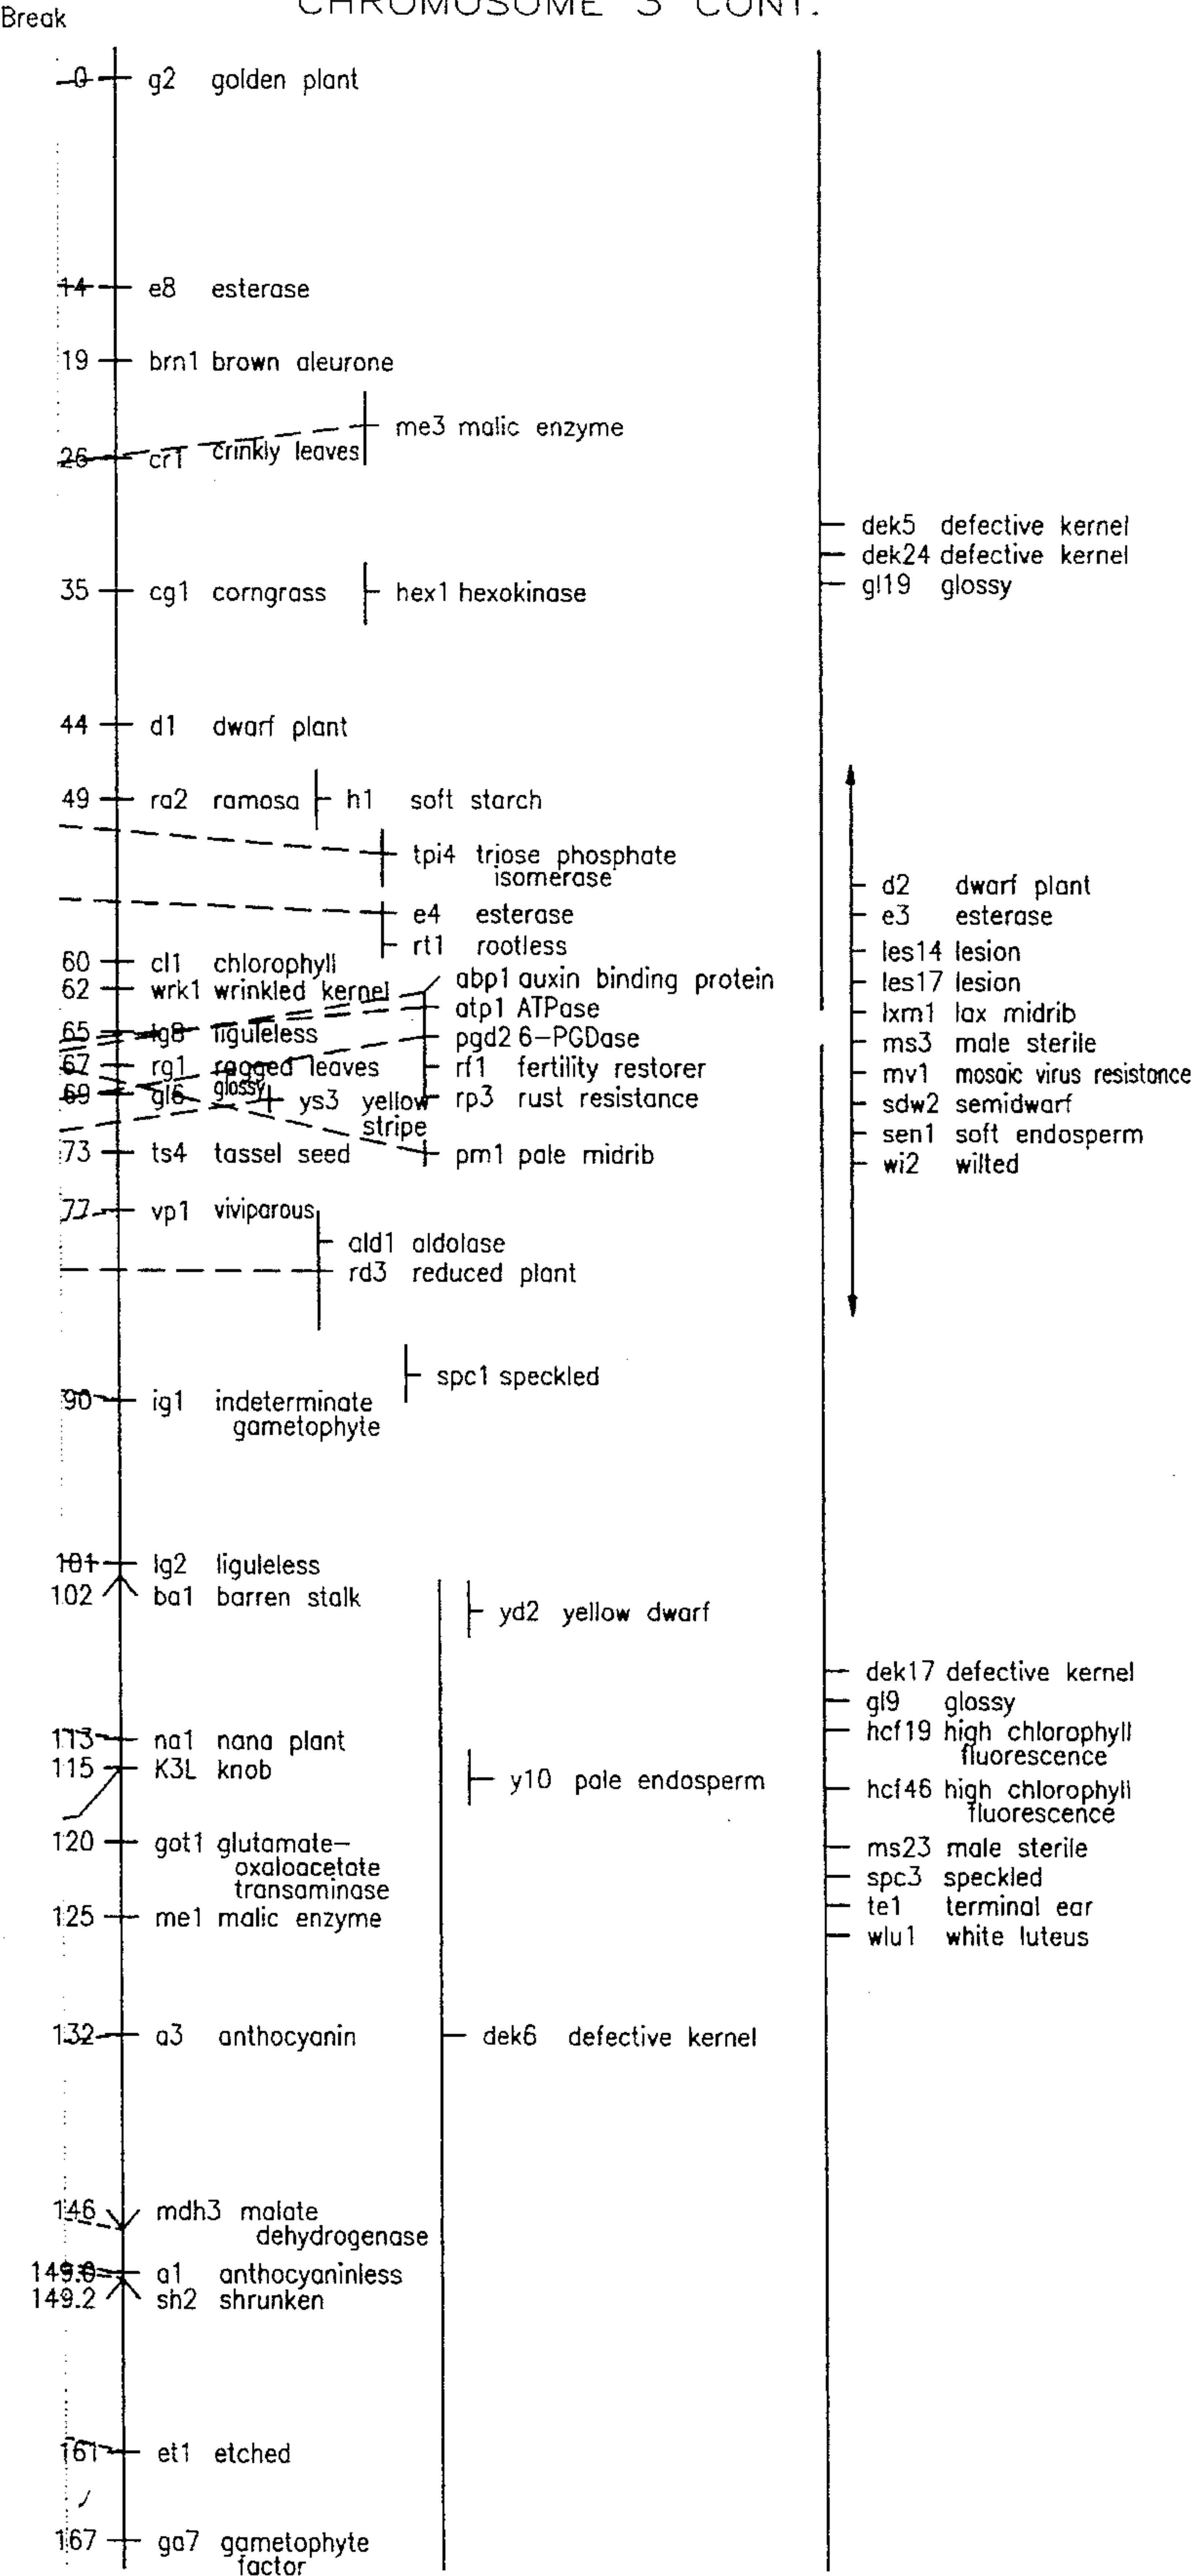 CHROMOSOME 3 CONT.
Break
0 g2 golden plant
14 e8 esterase
19 brn1 brown aleurone
me3 malic enzyme
26 cr1 crinkly leaves
dek5 defective kernel
dek24 defective kernel
gl19 glossy
35 cg1 corngrass
hex1 hexokinase
44 d1 dwarf plant
49 ra2 ramosa
h1 soft starch
tpi4 triose phosphate
isomerase
e4 esterase
rt1 rootless
60 cl1 chlorophyll
62 wrk1 wrinkled kernel
abp1 auxin binding protein
atp1 ATPase
65 lg8 liguleless
pgd2 6-PGDase
67 rg1 ragged leaves
rf1 fertility restorer
69 gl6 glossy
ys3 yellow
stripe
rp3 rust resistance
73 ts4 tassel seed
pm1 pale midrib
d2 dwarf plant
e3 esterase
les14 lesion
les17 lesion
lxm1 lax midrib
ms3 male sterile
mv1 mosaic virus resistance
sdw2 semidwarf
sen1 soft endosperm
wi2 wilted
77 vp1 viviparous
ald1 aldolase
rd3 reduced plant
spc1 speckled
90 ig1 indeterminate
gametophyte
101 lg2 liguleless
102 ba1 barren stalk
yd2 yellow dwarf
113 na1 nana plant
115 K3L knob
y10 pale endosperm
dek17 defective kernel
gl9 glossy
hcf19 high chlorophyll
fluorescence
hcf46 high chlorophyll
fluorescence
ms23 male sterile
spc3 speckled
te1 terminal ear
wlu1 white luteus
120 got1 glutamate-
oxaloacetate
transaminase
125 me1 malic enzyme
132 a3 anthocyanin
dek6 defective kernel
146 mdh3 malate
dehydrogenase
149.0 a1 anthocyaninless
149.2 sh2 shrunken
161 et1 etched
167 ga7 gametophyte
factor